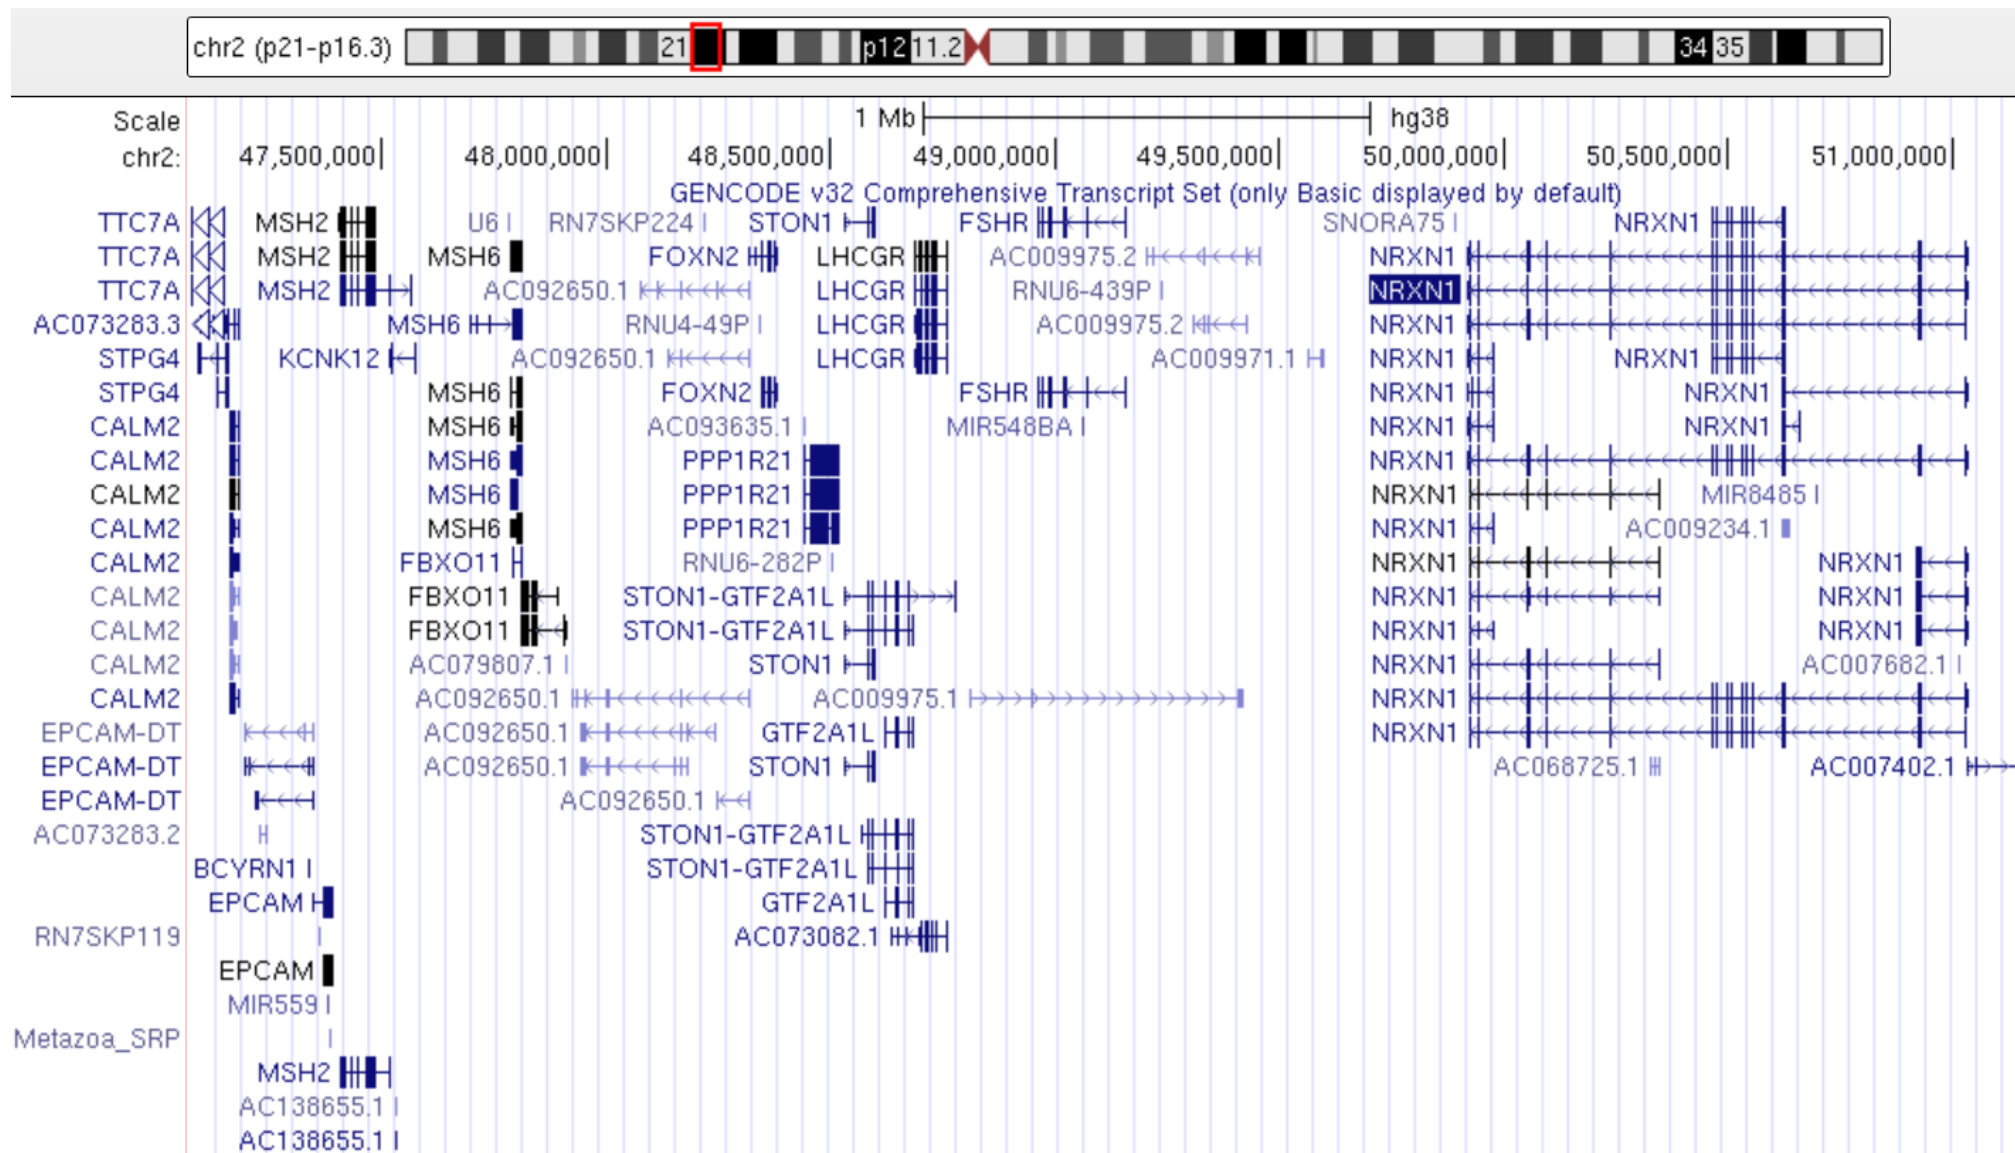 chr2 (p21-p16.3) 21 p12 11.2 34 35
Scale 1 Mb hg38
chr2: 47,500,000 48,000,000 48,500,000 49,000,000 49,500,000 50,000,000 50,500,000 51,000,000
GENCODE v32 Comprehensive Transcript Set (only Basic displayed by default)
TTC7A MSH2 U6 RN7SKP224 STON1 FSHR SNORA75 NRXN1
TTC7A MSH2 MSH6 FOXN2 LHCGR AC009975.2 NRXN1
TTC7A MSH2 AC092650.1 LHCGR RNU6-439P NRXN1
AC073283.3 MSH6 RNU4-49P LHCGR AC009975.2 NRXN1
STPG4 KCNK12 AC092650.1 LHCGR AC009971.1 NRXN1 NRXN1
STPG4 MSH6 FOXN2 FSHR NRXN1 NRXN1
CALM2 MSH6 AC093635.1 MIR548BA NRXN1 NRXN1
CALM2 MSH6 PPP1R21 NRXN1
CALM2 MSH6 PPP1R21 NRXN1 MIR8485
CALM2 MSH6 PPP1R21 NRXN1 AC009234.1
CALM2 FBXO11 RNU6-282P NRXN1 NRXN1
CALM2 FBXO11 STON1-GTF2A1L NRXN1 NRXN1
CALM2 FBXO11 STON1-GTF2A1L NRXN1 NRXN1
CALM2 AC079807.1 STON1 NRXN1 AC007682.1
CALM2 AC092650.1 AC009975.1 NRXN1
EPCAM-DT AC092650.1 GTF2A1L NRXN1
EPCAM-DT AC092650.1 STON1 AC068725.1 AC007402.1
EPCAM-DT AC092650.1
AC073283.2 STON1-GTF2A1L
BCYRN1 STON1-GTF2A1L
EPCAM GTF2A1L
RN7SKP119 AC073082.1
EPCAM
MIR559
Metazoa_SRP
MSH2
AC138655.1
AC138655.1